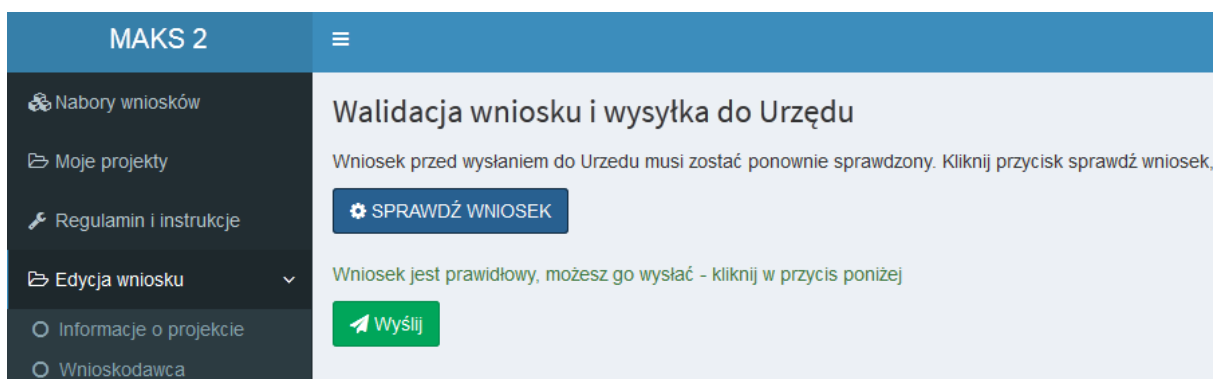 MAKS 2
Nabory wniosków
Moje projekty
Regulamin i instrukcje
Edycja wniosku
Informacje o projekcie
Wnioskodawca
Walidacja wniosku i wysyłka do Urzędu
Wniosek przed wysłaniem do Urzedu musi zostać ponownie sprawdzony. Kliknij przycisk sprawdź wniosek,
SPRAWDŹ WNIOSEK
Wniosek jest prawidłowy, możesz go wysłać - kliknij w przycis poniżej
Wyślij